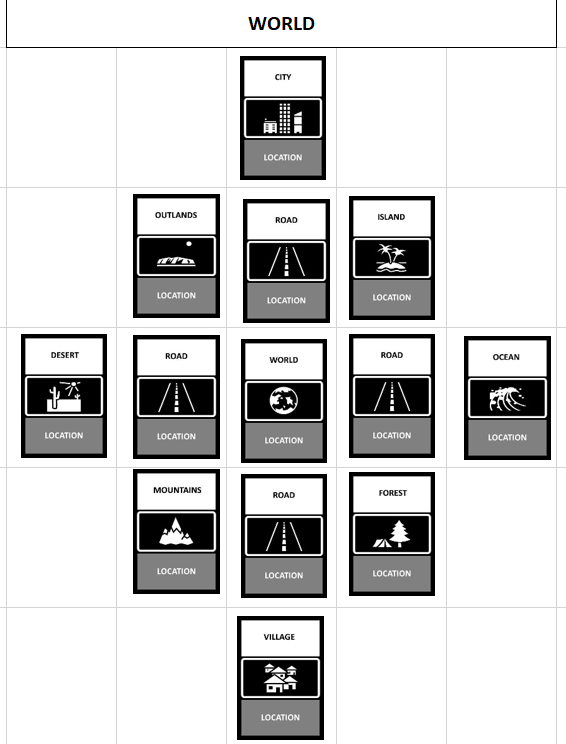 WORLD
CITY
LOCATION
OUTLANDS
LOCATION
ROAD
LOCATION
ISLAND
LOCATION
DESERT
LOCATION
ROAD
LOCATION
WORLD
LOCATION
ROAD
LOCATION
OCEAN
LOCATION
MOUNTAINS
LOCATION
ROAD
LOCATION
FOREST
LOCATION
VILLAGE
LOCATION